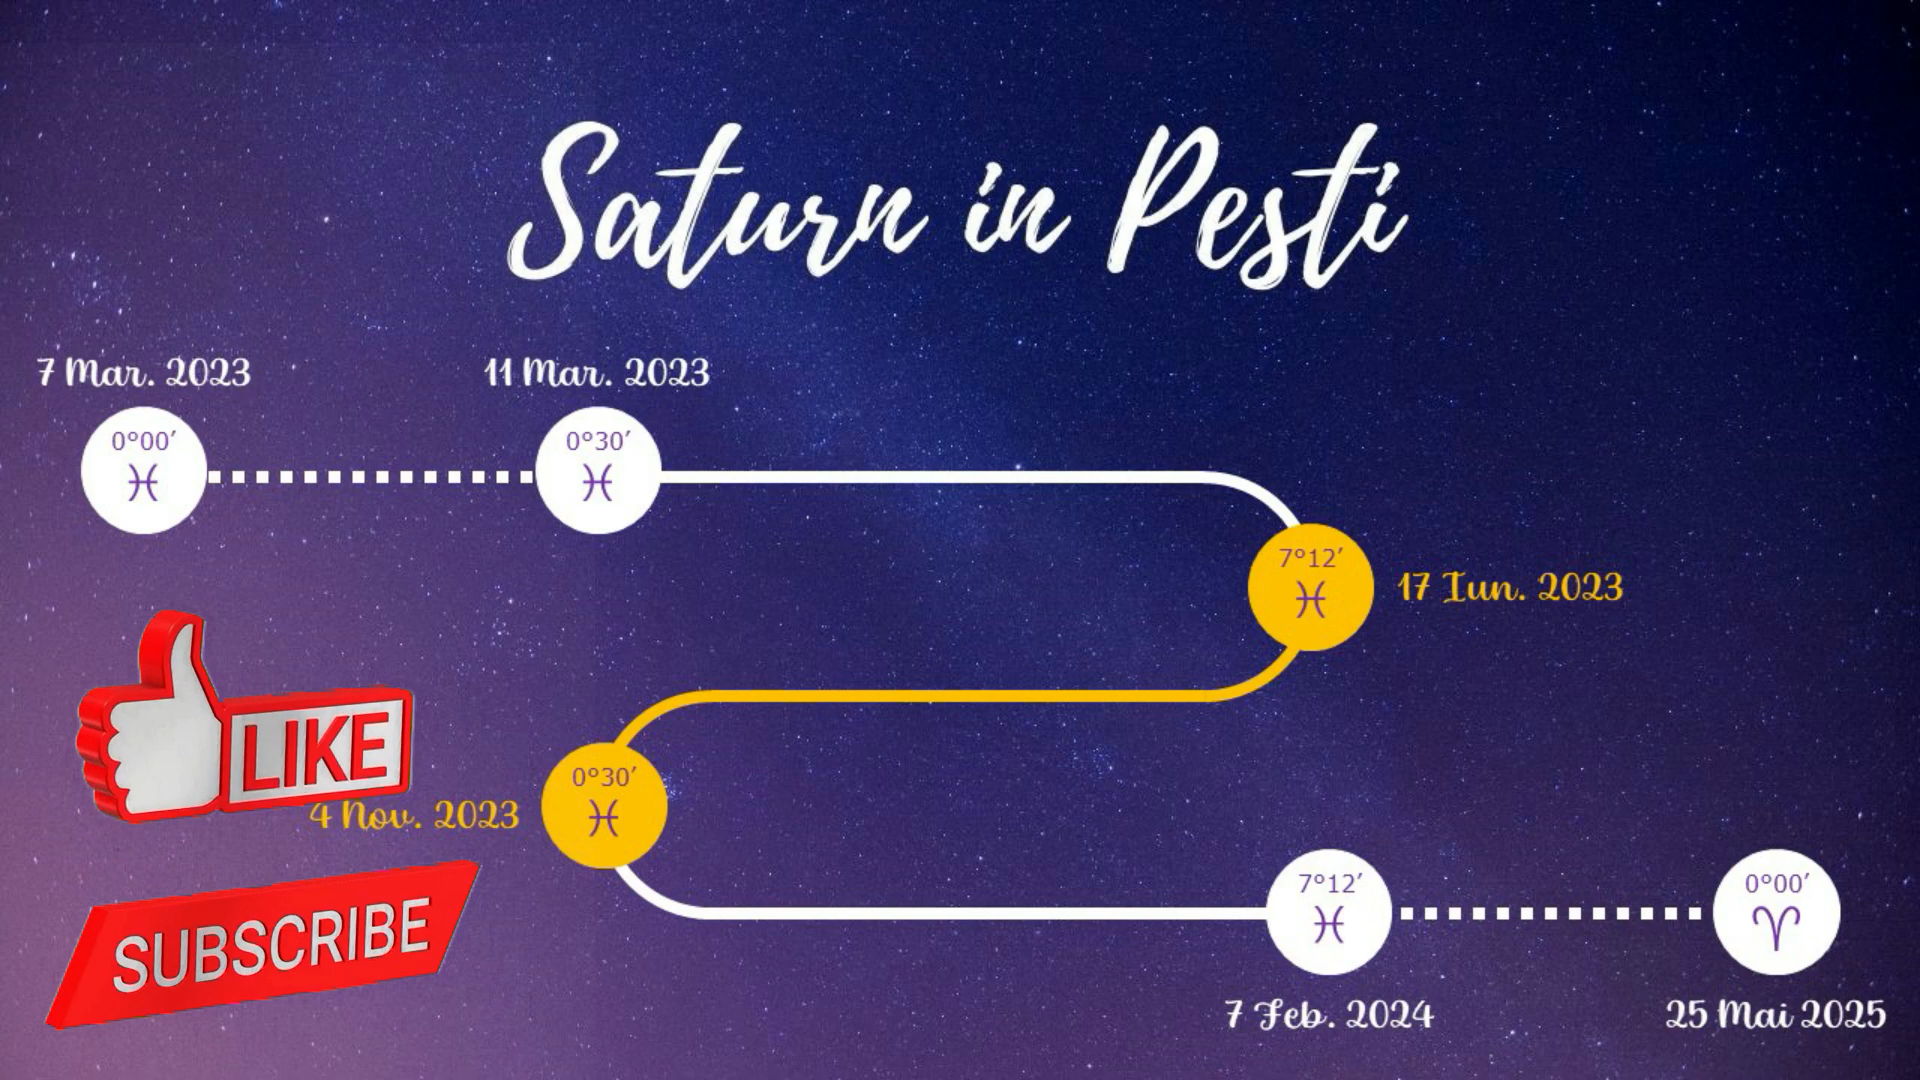 Saturn in Pesti
7 Mar. 2023
11 Mar. 2023
0°00′
♓
0°30′
♓
7°12′
♓
17 Iun. 2023
LIKE
0°30′
♓
4 Nov. 2023
SUBSCRIBE
7°12′
♓
0°00′
♈
7 Feb. 2024
25 Mai 2025